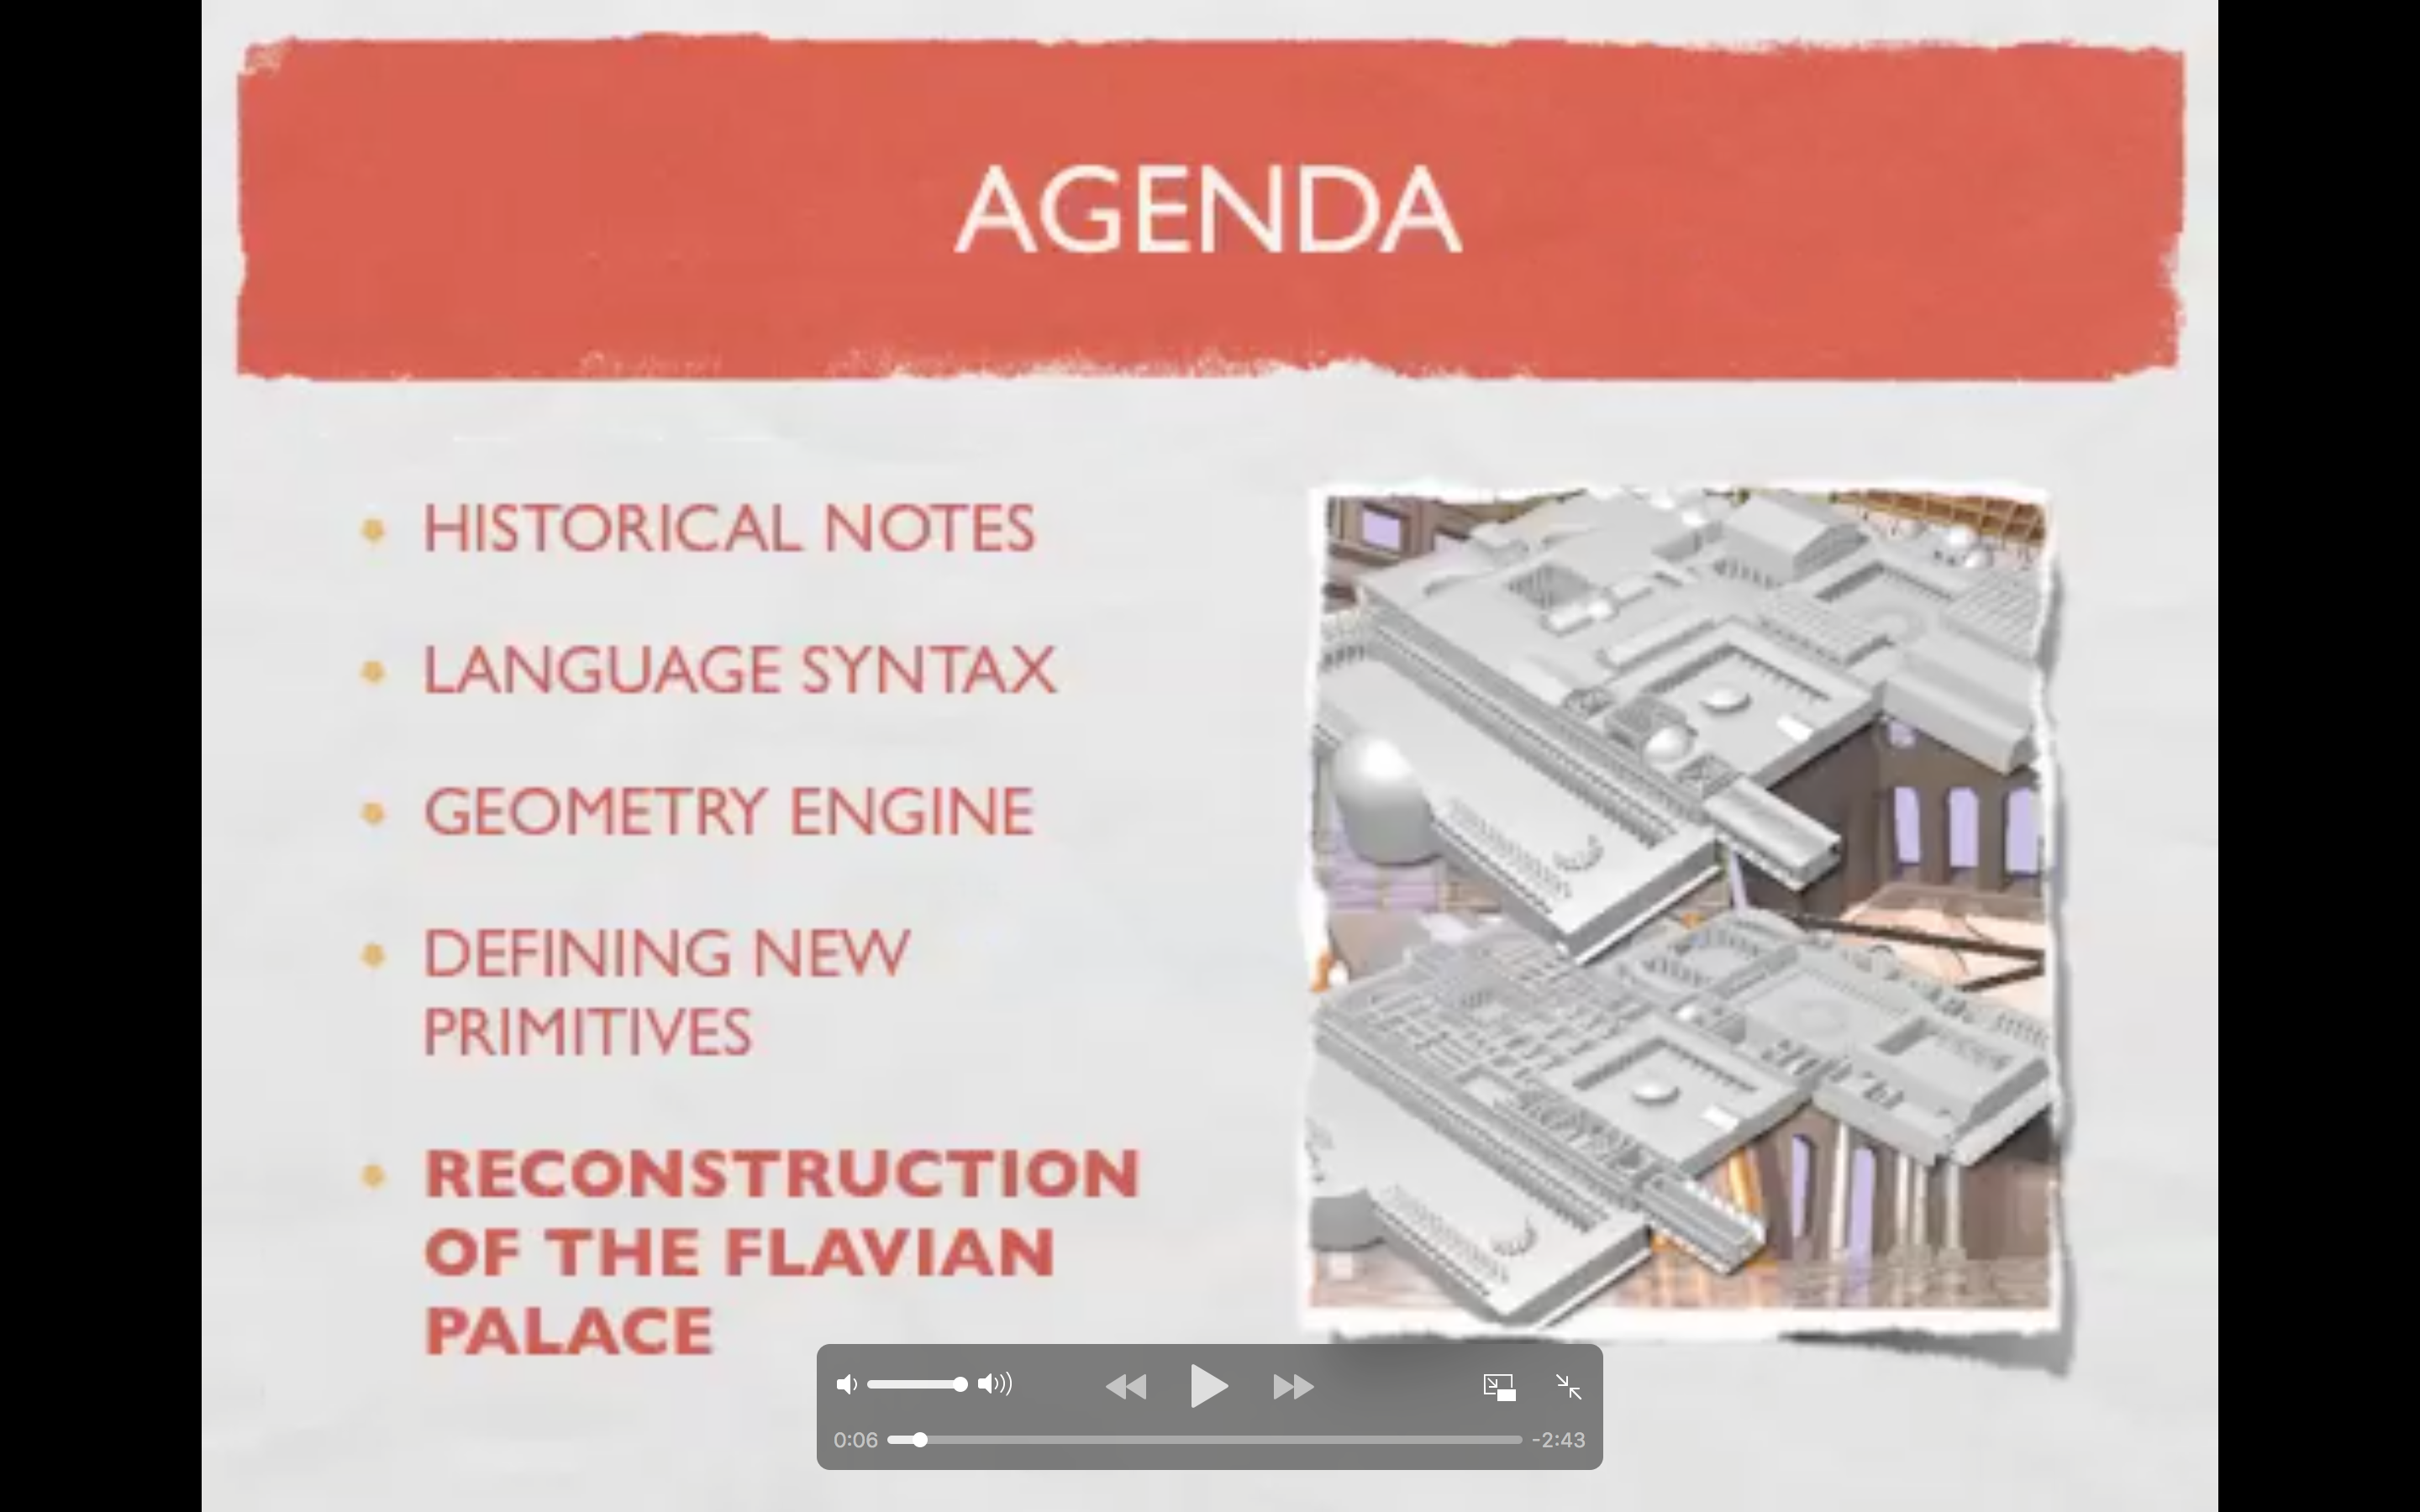 AGENDA
HISTORICAL NOTES
LANGUAGE SYNTAX
GEOMETRY ENGINE
DEFINING NEW
PRIMITIVES
RECONSTRUCTION
OF THE FLAVIAN
PALACE
0:06
-2:43